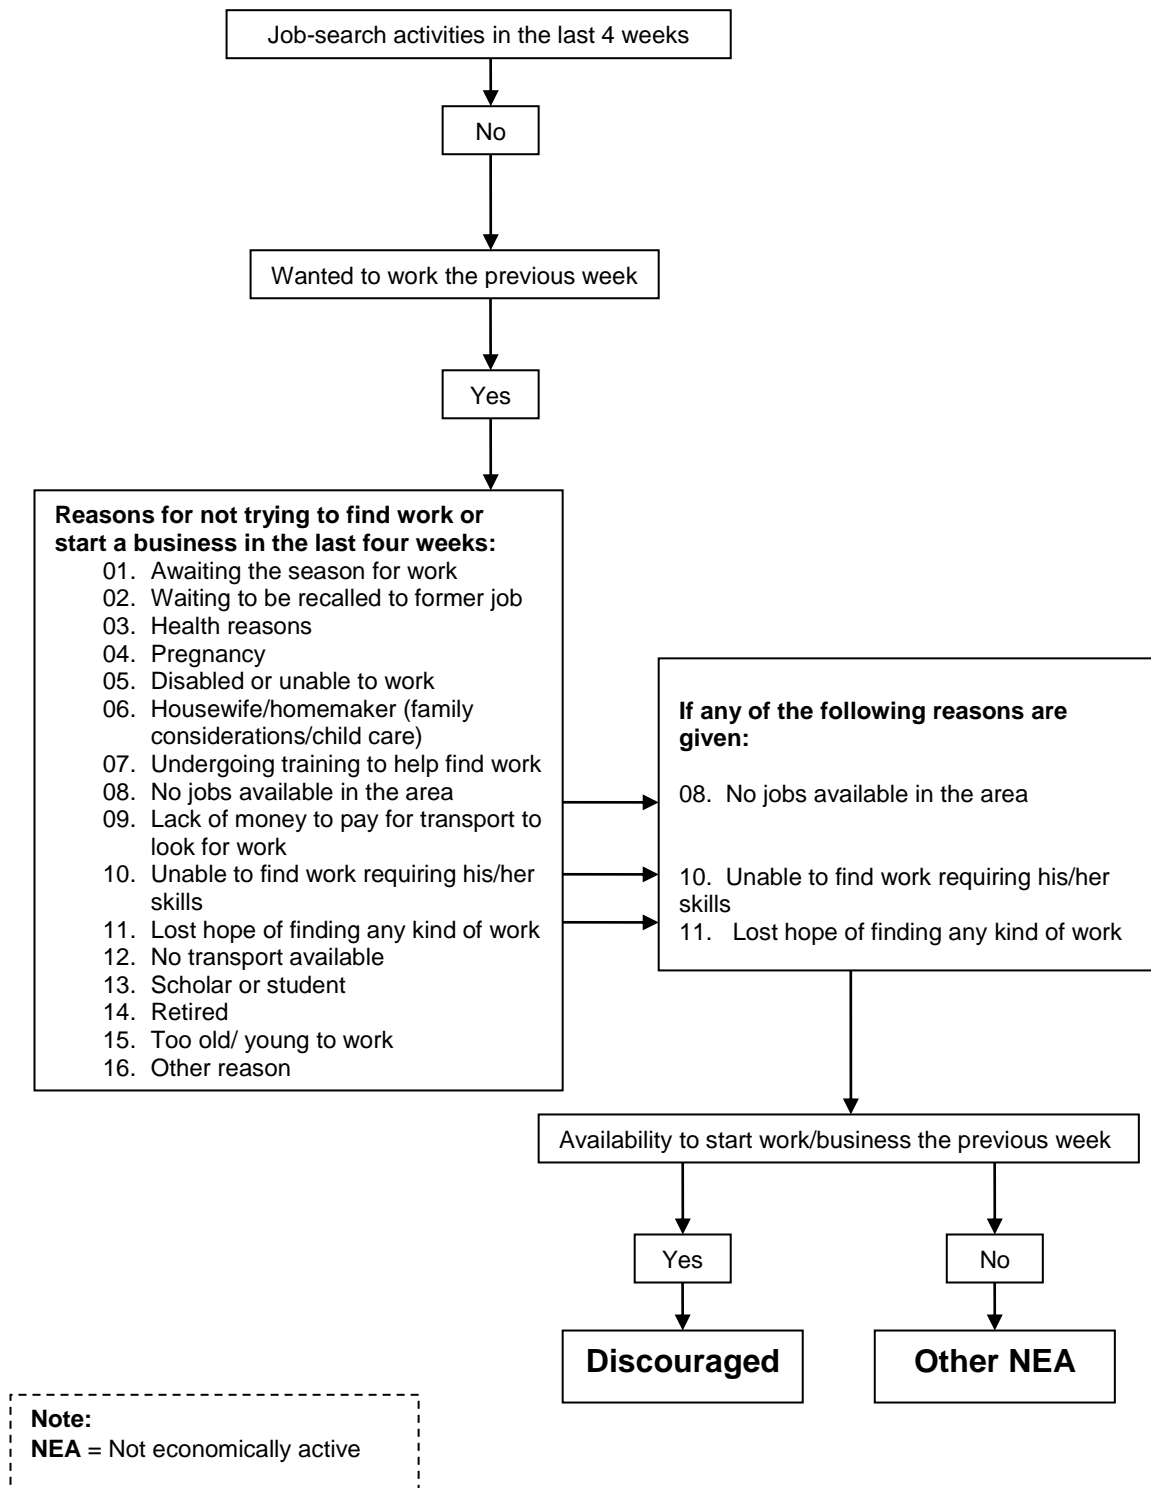 Job-search activities in the last 4 weeks
No
Wanted to work the previous week
Yes
Reasons for not trying to find work or
start a business in the last four weeks:
01. Awaiting the season for work
02. Waiting to be recalled to former job
03. Health reasons
04. Pregnancy
05. Disabled or unable to work
06. Housewife/homemaker (family
considerations/child care)
07. Undergoing training to help find work
08. No jobs available in the area
09. Lack of money to pay for transport to
look for work
10. Unable to find work requiring his/her
skills
11. Lost hope of finding any kind of work
12. No transport available
13. Scholar or student
14. Retired
15. Too old/ young to work
16. Other reason
If any of the following reasons are
given:
08. No jobs available in the area
10. Unable to find work requiring his/her
skills
11. Lost hope of finding any kind of work
Availability to start work/business the previous week
Yes
No
Discouraged
Other NEA
Note:
NEA = Not economically active